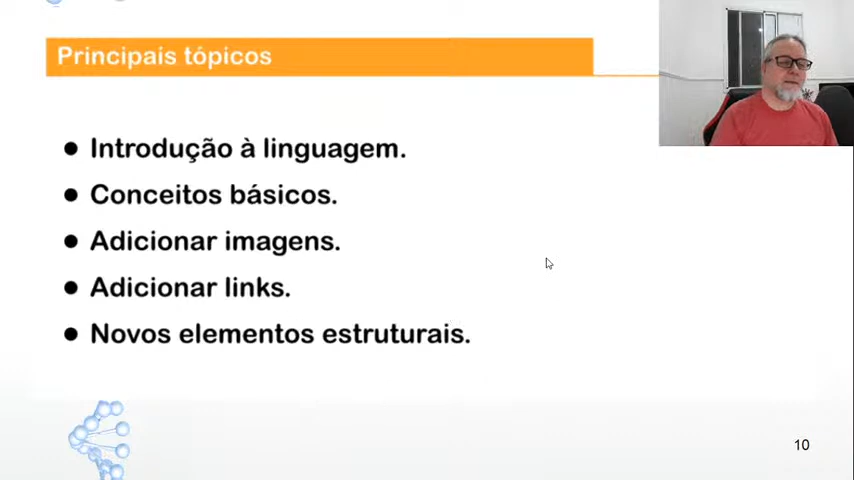 Principais tópicos
● Introdução à linguagem.
● Conceitos básicos.
● Adicionar imagens.
● Adicionar links.
● Novos elementos estruturais.
10